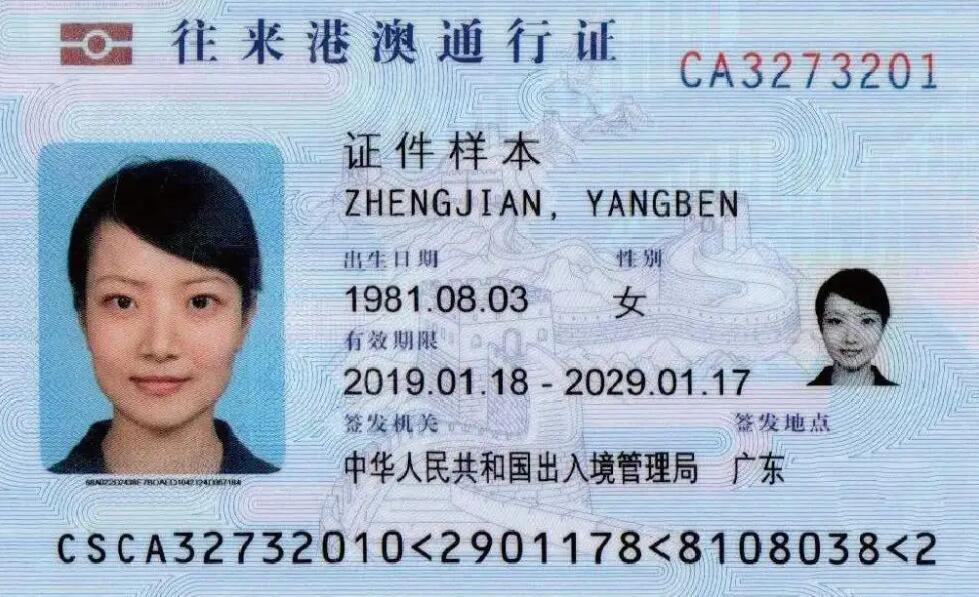 往来港澳通行证
CA3273201
证件样本
ZHENGJIAN, YANGBEN
出生日期 性别
1981.08.03 女
有效期限
2019.01.18 - 2029.01.17
签发机关 签发地点
中华人民共和国出入境管理局 广东
CSCA32732010<2901178<8108038<2